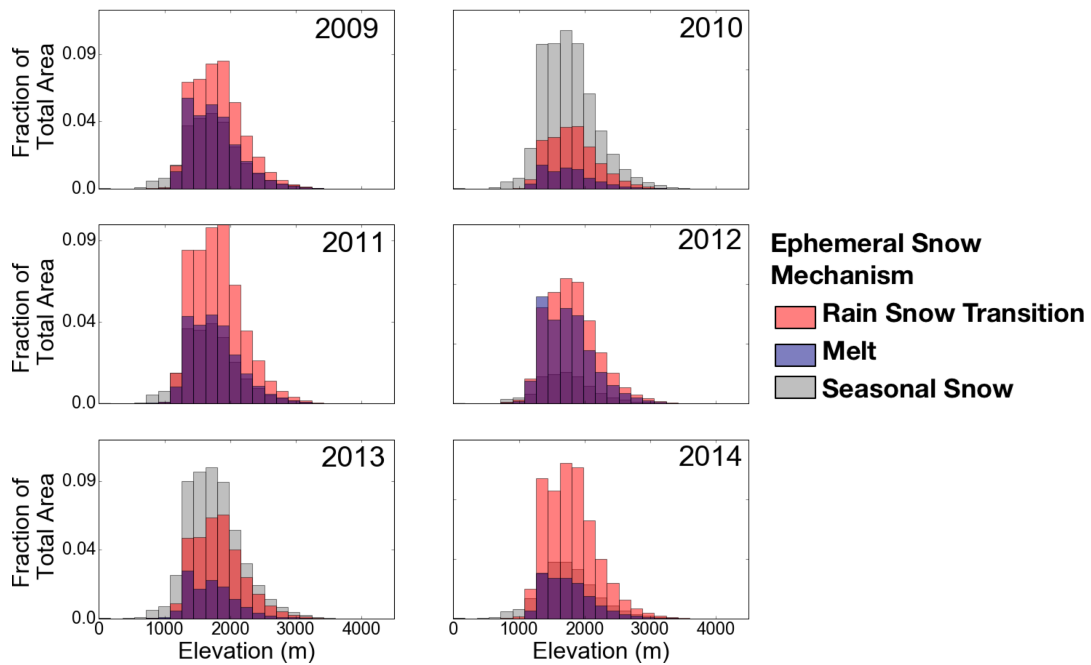 2009
2010
Fraction of
Total Area
0.09
0.04
0.0
2011
2012
Fraction of
Total Area
0.09
0.04
0.0
Ephemeral Snow
Mechanism
Rain Snow Transition
Melt
Seasonal Snow
2013
2014
Fraction of
Total Area
0.09
0.04
0.0
0 1000 2000 3000 4000
0 1000 2000 3000 4000
Elevation (m)
Elevation (m)